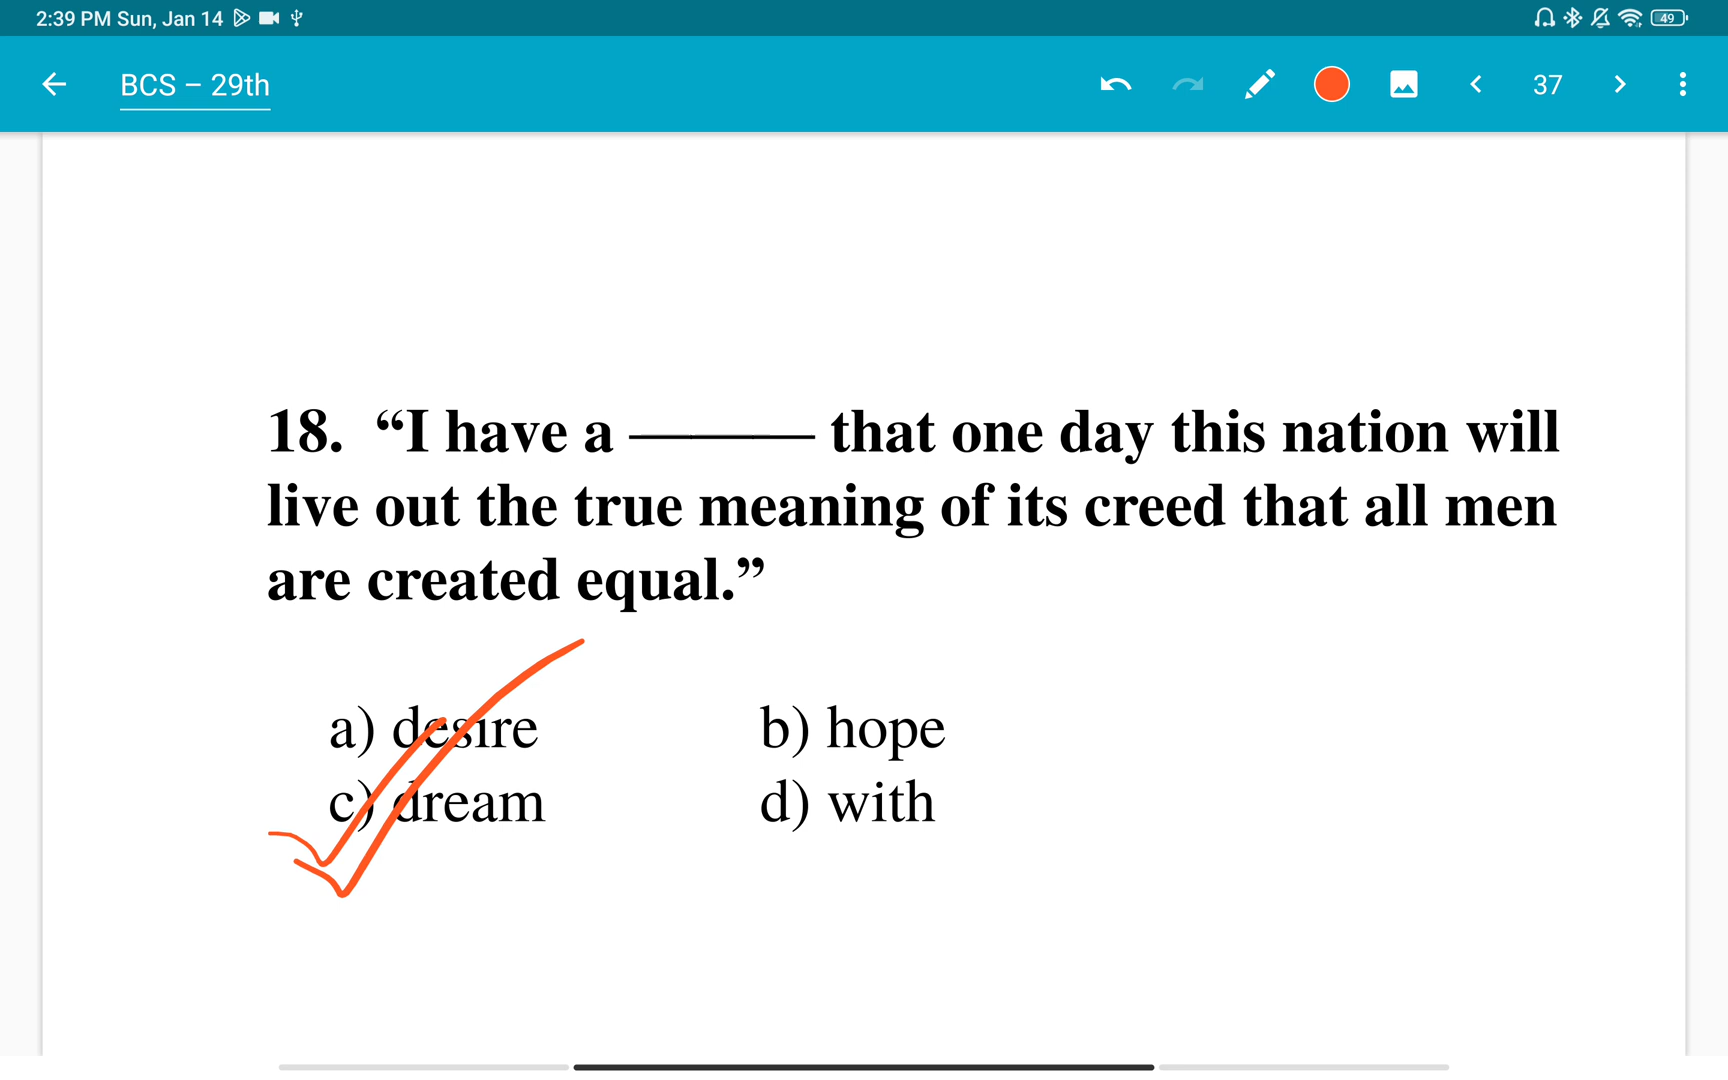 2:39 PM Sun, Jan 14
49
BCS – 29th
37
18. “I have a ——— that one day this nation will
live out the true meaning of its creed that all men
are created equal.”
a) desire b) hope
c) dream d) with